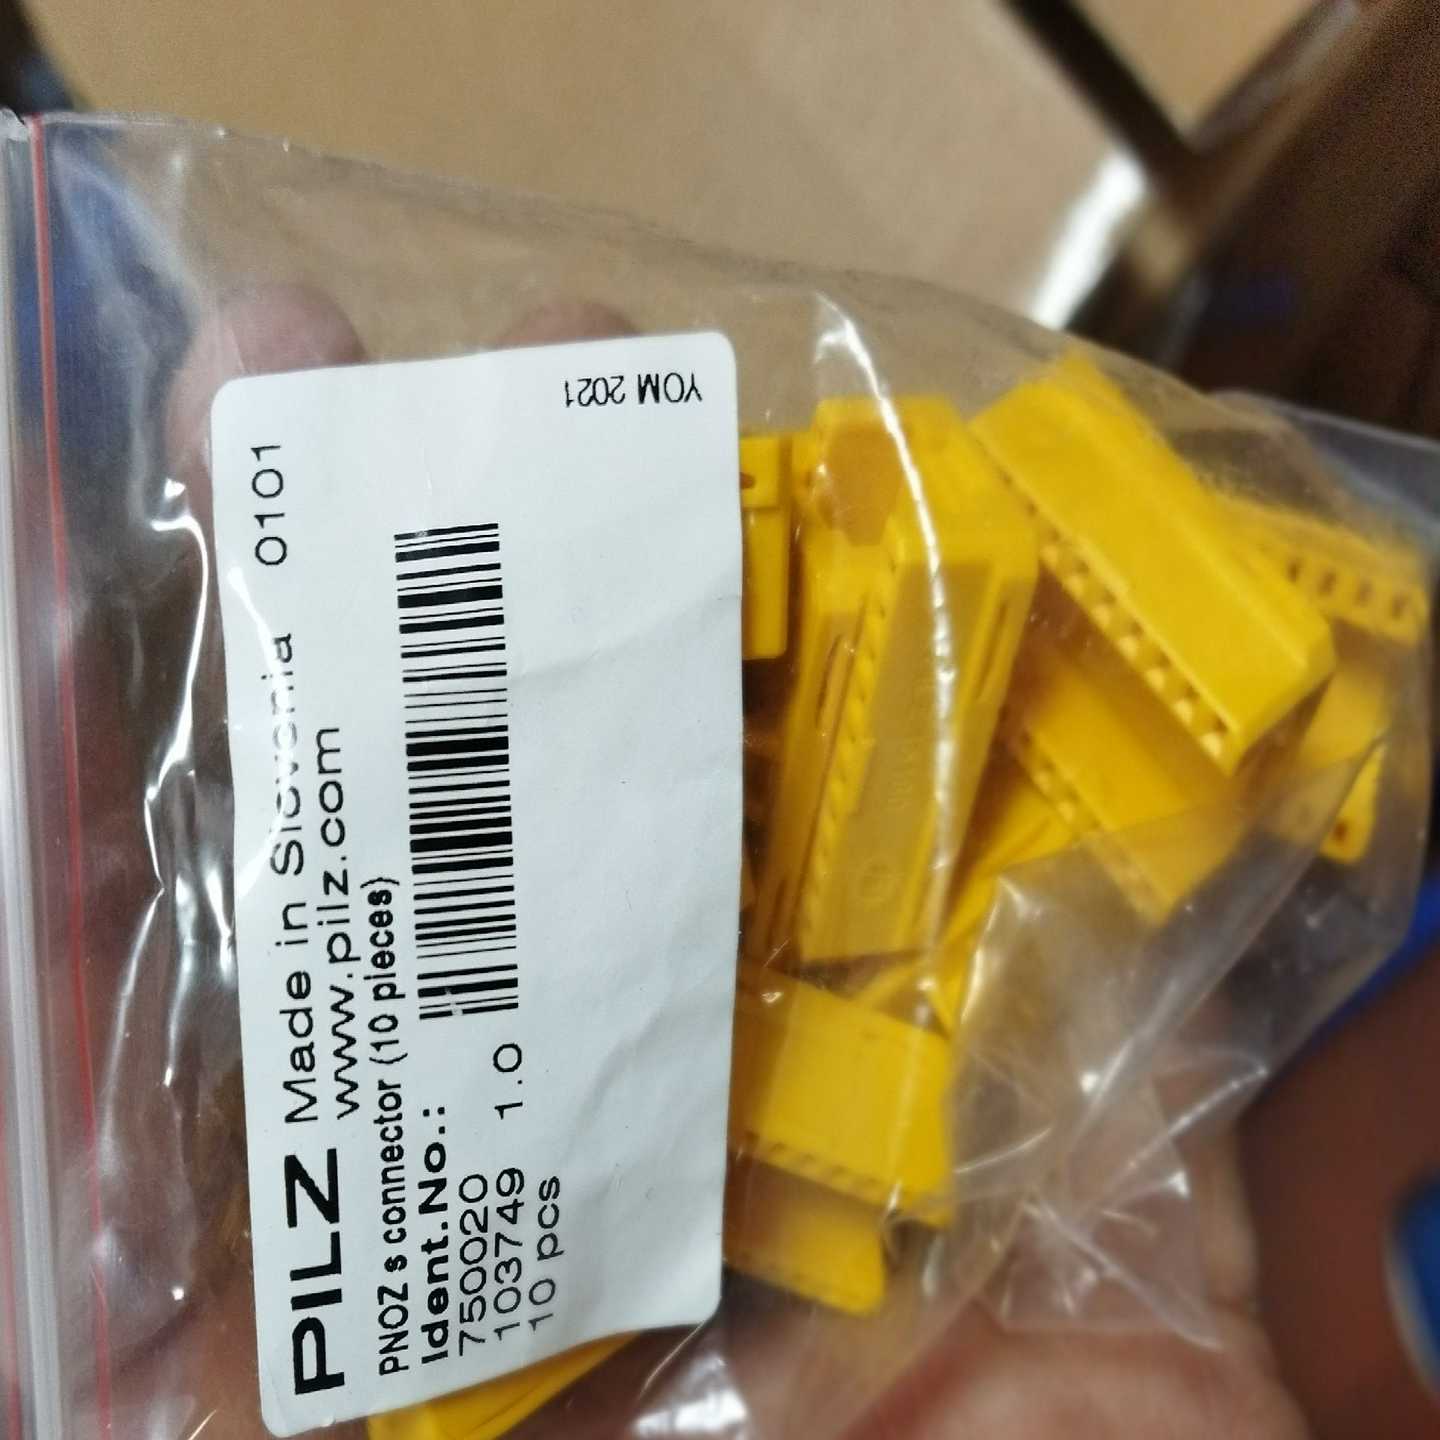 PILZ Made in Slovenia 0101
www.pilz.com
PNOZ s connector (10 pieces)
Ident.No.:
750020
103749 1.0
10 pcs
YOM 2021